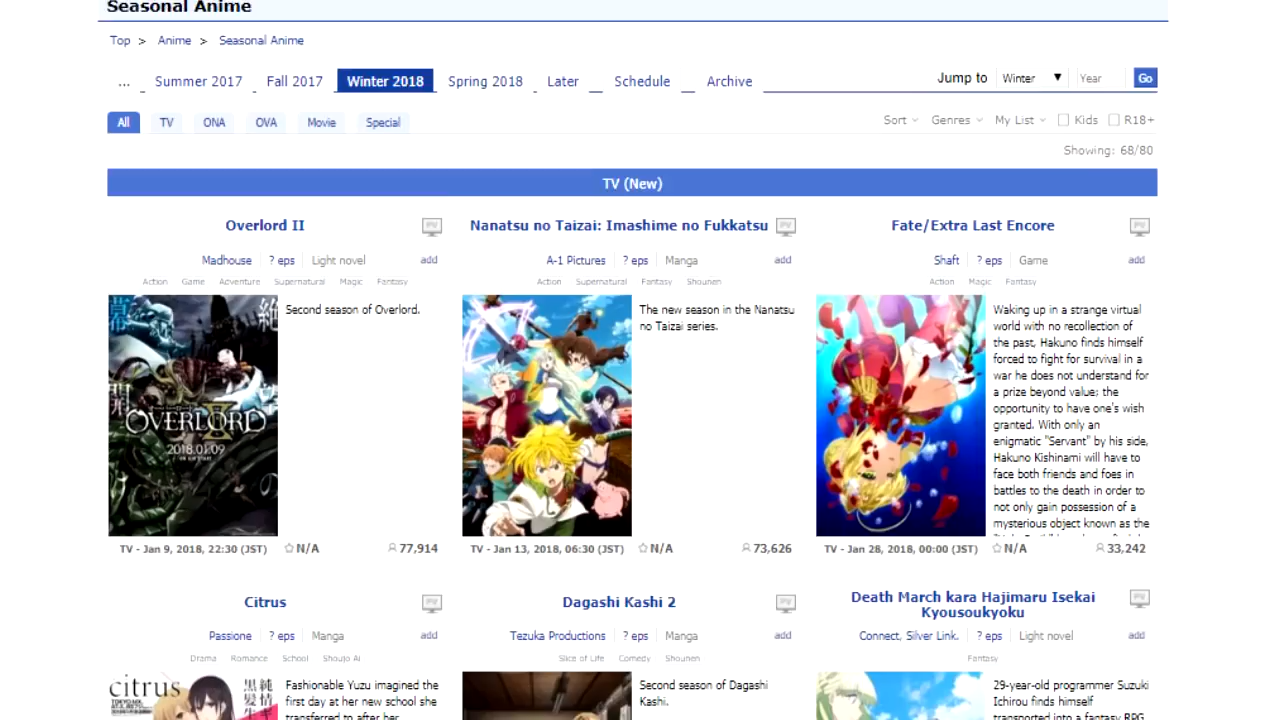 Seasonal Anime
Top > Anime > Seasonal Anime
... Summer 2017 Fall 2017 Winter 2018 Spring 2018 Later Schedule Archive Jump to Winter ▼ Year Go
All TV ONA OVA Movie Special Sort Genres My List Kids R18+
Showing: 68/80
TV (New)
Overlord II
Madhouse ? eps Light novel add
Action Game Adventure Supernatural Magic Fantasy
幕 絶
開 望
OVERLORD II
2018.01.09
Second season of Overlord.
TV - Jan 9, 2018, 22:30 (JST) N/A 77,914
Nanatsu no Taizai: Imashime no Fukkatsu
A-1 Pictures ? eps Manga add
Action Supernatural Fantasy Shounen
The new season in the Nanatsu
no Taizai series.
TV - Jan 13, 2018, 06:30 (JST) N/A 73,626
Fate/Extra Last Encore
Shaft ? eps Game add
Action Magic Fantasy
Waking up in a strange virtual
world with no recollection of
the past, Hakuno finds himself
forced to fight for survival in a
war he does not understand for
a prize beyond value; the
opportunity to have one's wish
granted. With only an
enigmatic "Servant" by his side,
Hakuno Kishinami will have to
face both friends and foes in
battles to the death in order to
not only gain possession of a
mysterious object known as the
TV - Jan 28, 2018, 00:00 (JST) N/A 33,242
Citrus
Passione ? eps Manga add
Drama Romance School Shoujo Ai
citrus
Fashionable Yuzu imagined the
first day at her new school she
transferred to after her
Dagashi Kashi 2
Tezuka Productions ? eps Manga add
Slice of Life Comedy Shounen
Second season of Dagashi
Kashi.
Death March kara Hajimaru Isekai
Kyousoukyoku
Connect, Silver Link. ? eps Light novel add
Fantasy
29-year-old programmer Suzuki
Ichirou finds himself
transported into a fantasy RPG